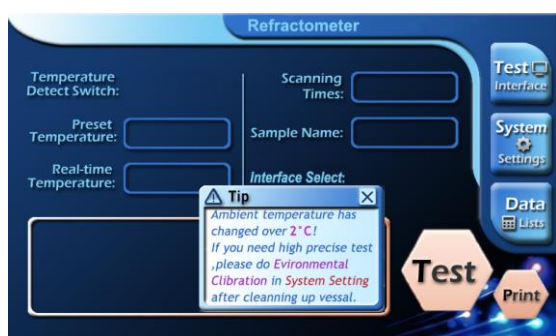 Refractometer
Temperature
Detect Switch:
Scanning
Times:
Preset
Temperature:
Sample Name:
Real-time
Temperature:
Interface Select:
Tip
Ambient temperature has
changed over 2°C!
If you need high precise test
,please do Evironmental
Clibration in System Setting
after cleanning up vessal.
Test
Interface
System
Settings
Data
Lists
Test
Print